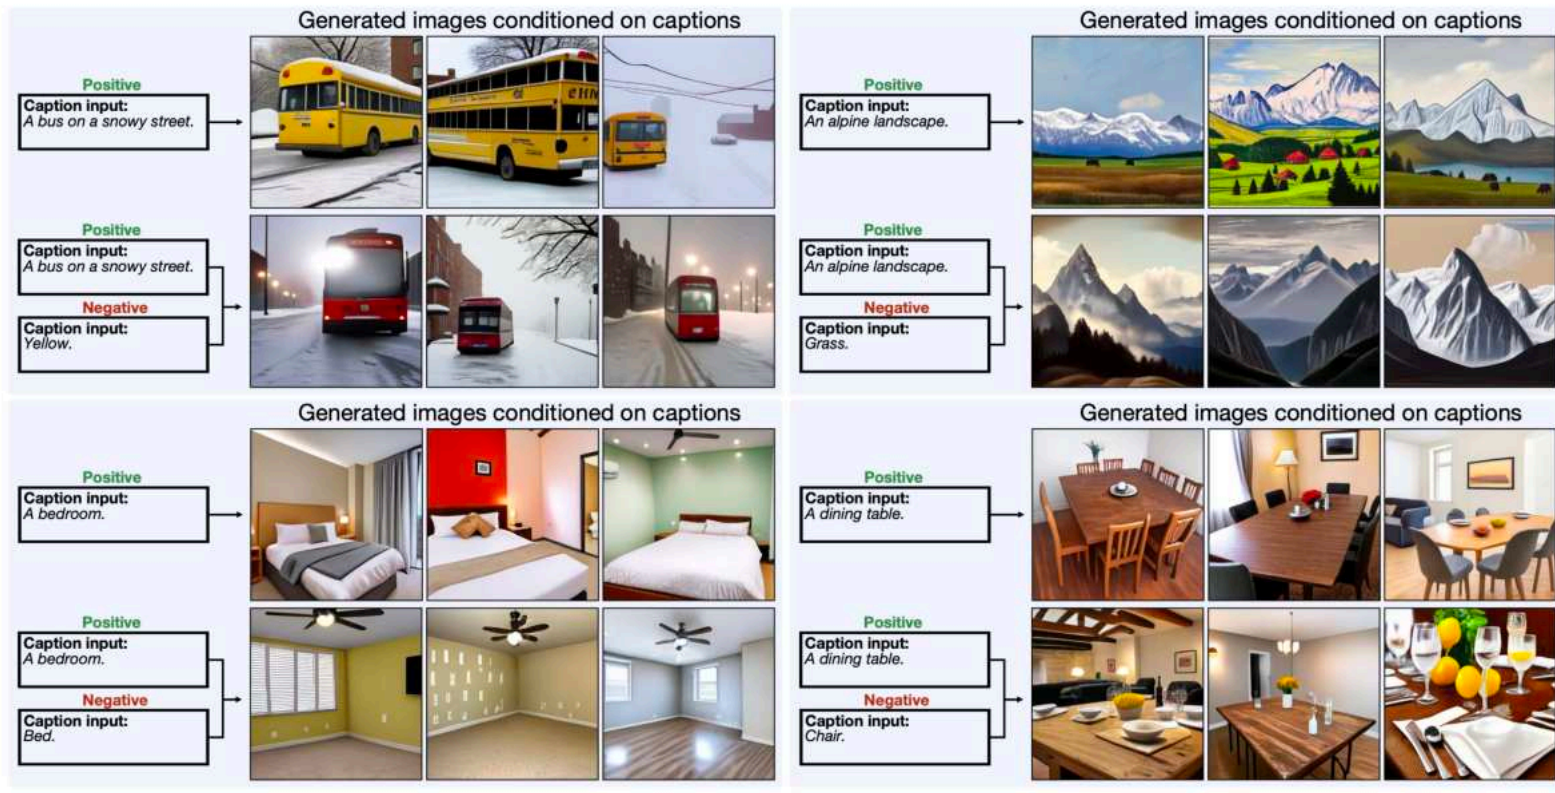 Generated images conditioned on captions
Positive
Caption input:
A bus on a snowy street.
Positive
Caption input:
A bus on a snowy street.
Negative
Caption input:
Yellow.
Generated images conditioned on captions
Positive
Caption input:
An alpine landscape.
Positive
Caption input:
An alpine landscape.
Negative
Caption input:
Grass.
Generated images conditioned on captions
Positive
Caption input:
A bedroom.
Positive
Caption input:
A bedroom.
Negative
Caption input:
Bed.
Generated images conditioned on captions
Positive
Caption input:
A dining table.
Positive
Caption input:
A dining table.
Negative
Caption input:
Chair.